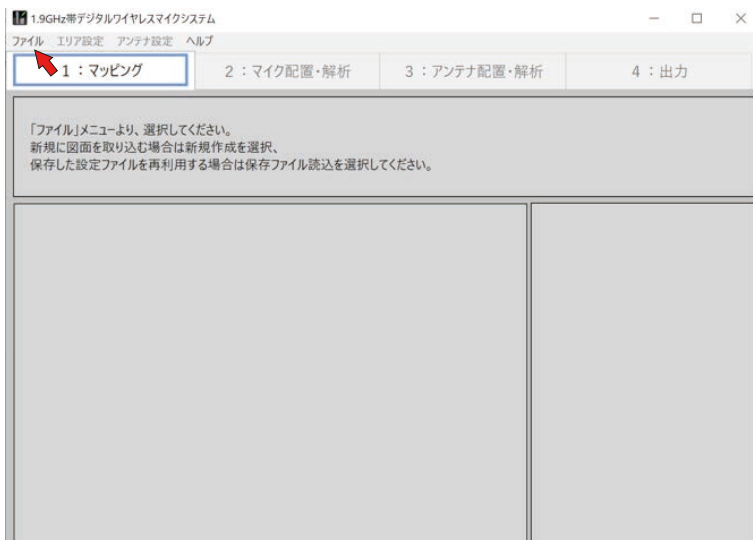 1.9GHz帯デジタルワイヤレスマイクシステム
ファイル エリア設定 アンテナ設定 ヘルプ
1：マッピング 2：マイク配置・解析 3：アンテナ配置・解析 4：出力
「ファイル」メニューより、選択してください。
新規に図面を取り込む場合は新規作成を選択、
保存した設定ファイルを再利用する場合は保存ファイル読込を選択してください。